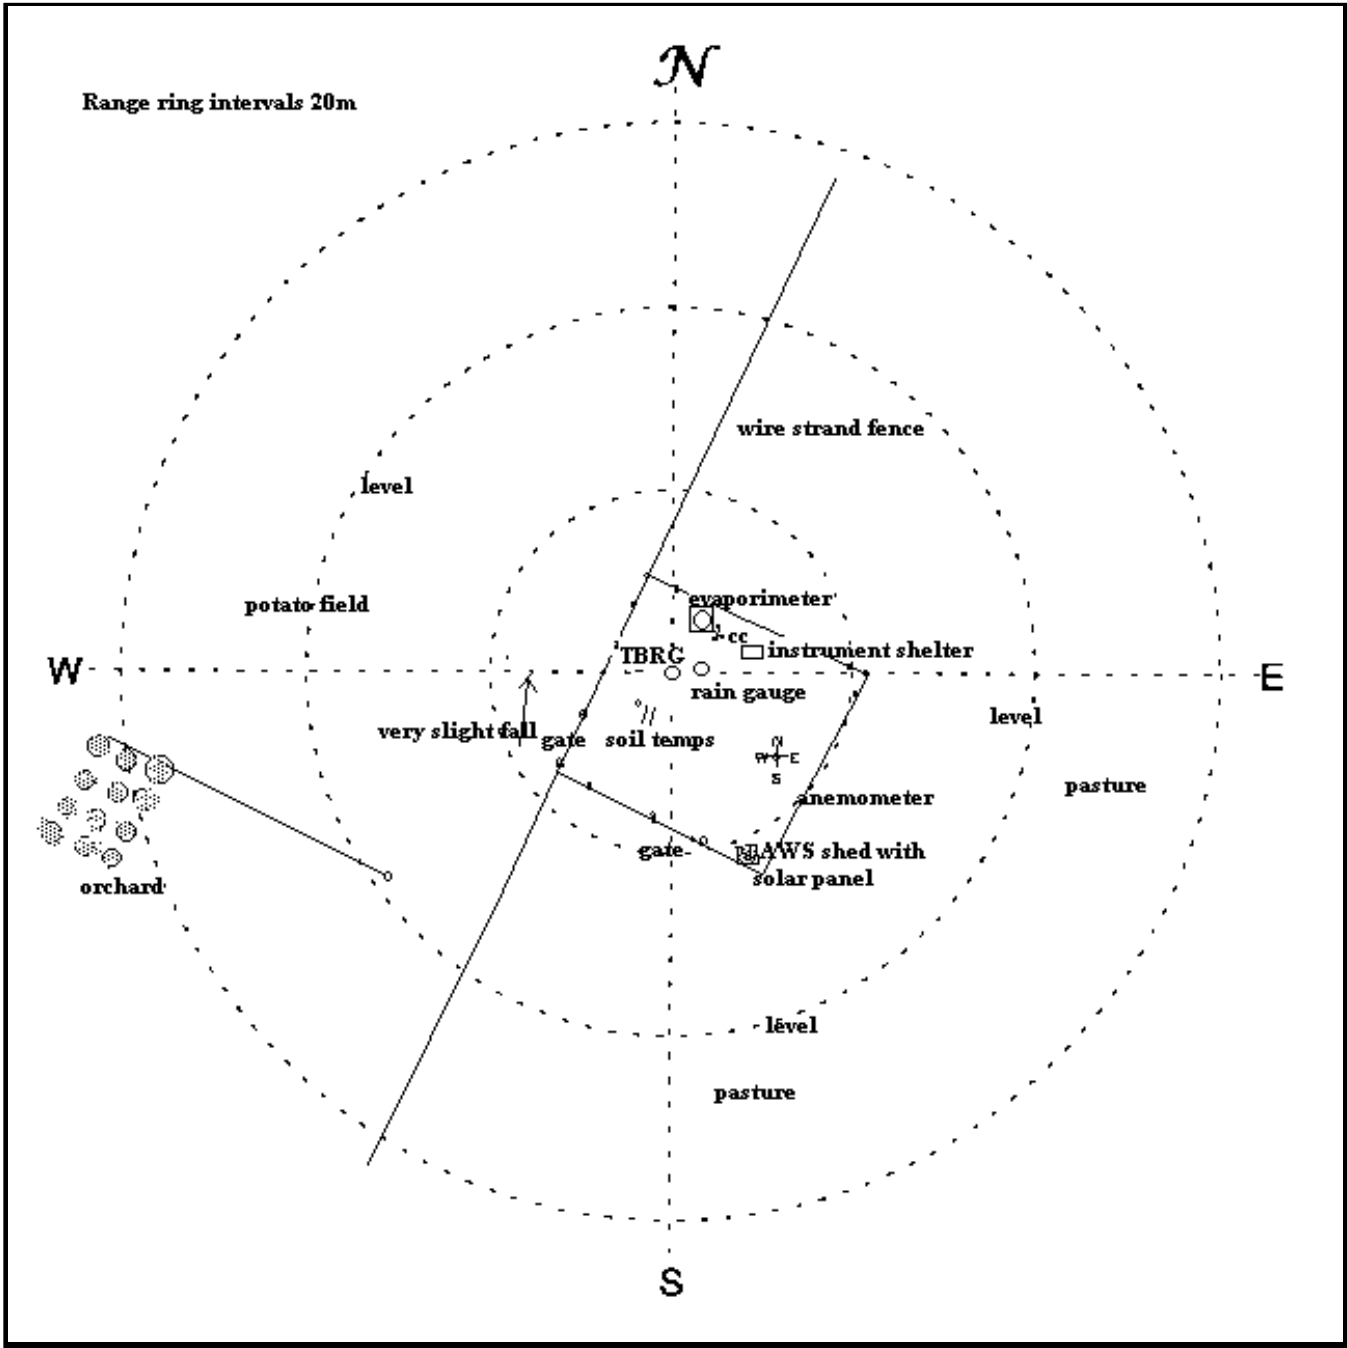 N
Range ring intervals 20m
wire strand fence
level
potato field
evaporimeter
cc
W
TBRG
instrument shelter
E
rain gauge
level
very slight fall
gate
soil temps
N
W E
S
pasture
anemometer
gate
AWS shed with
solar panel
orchard
level
pasture
S